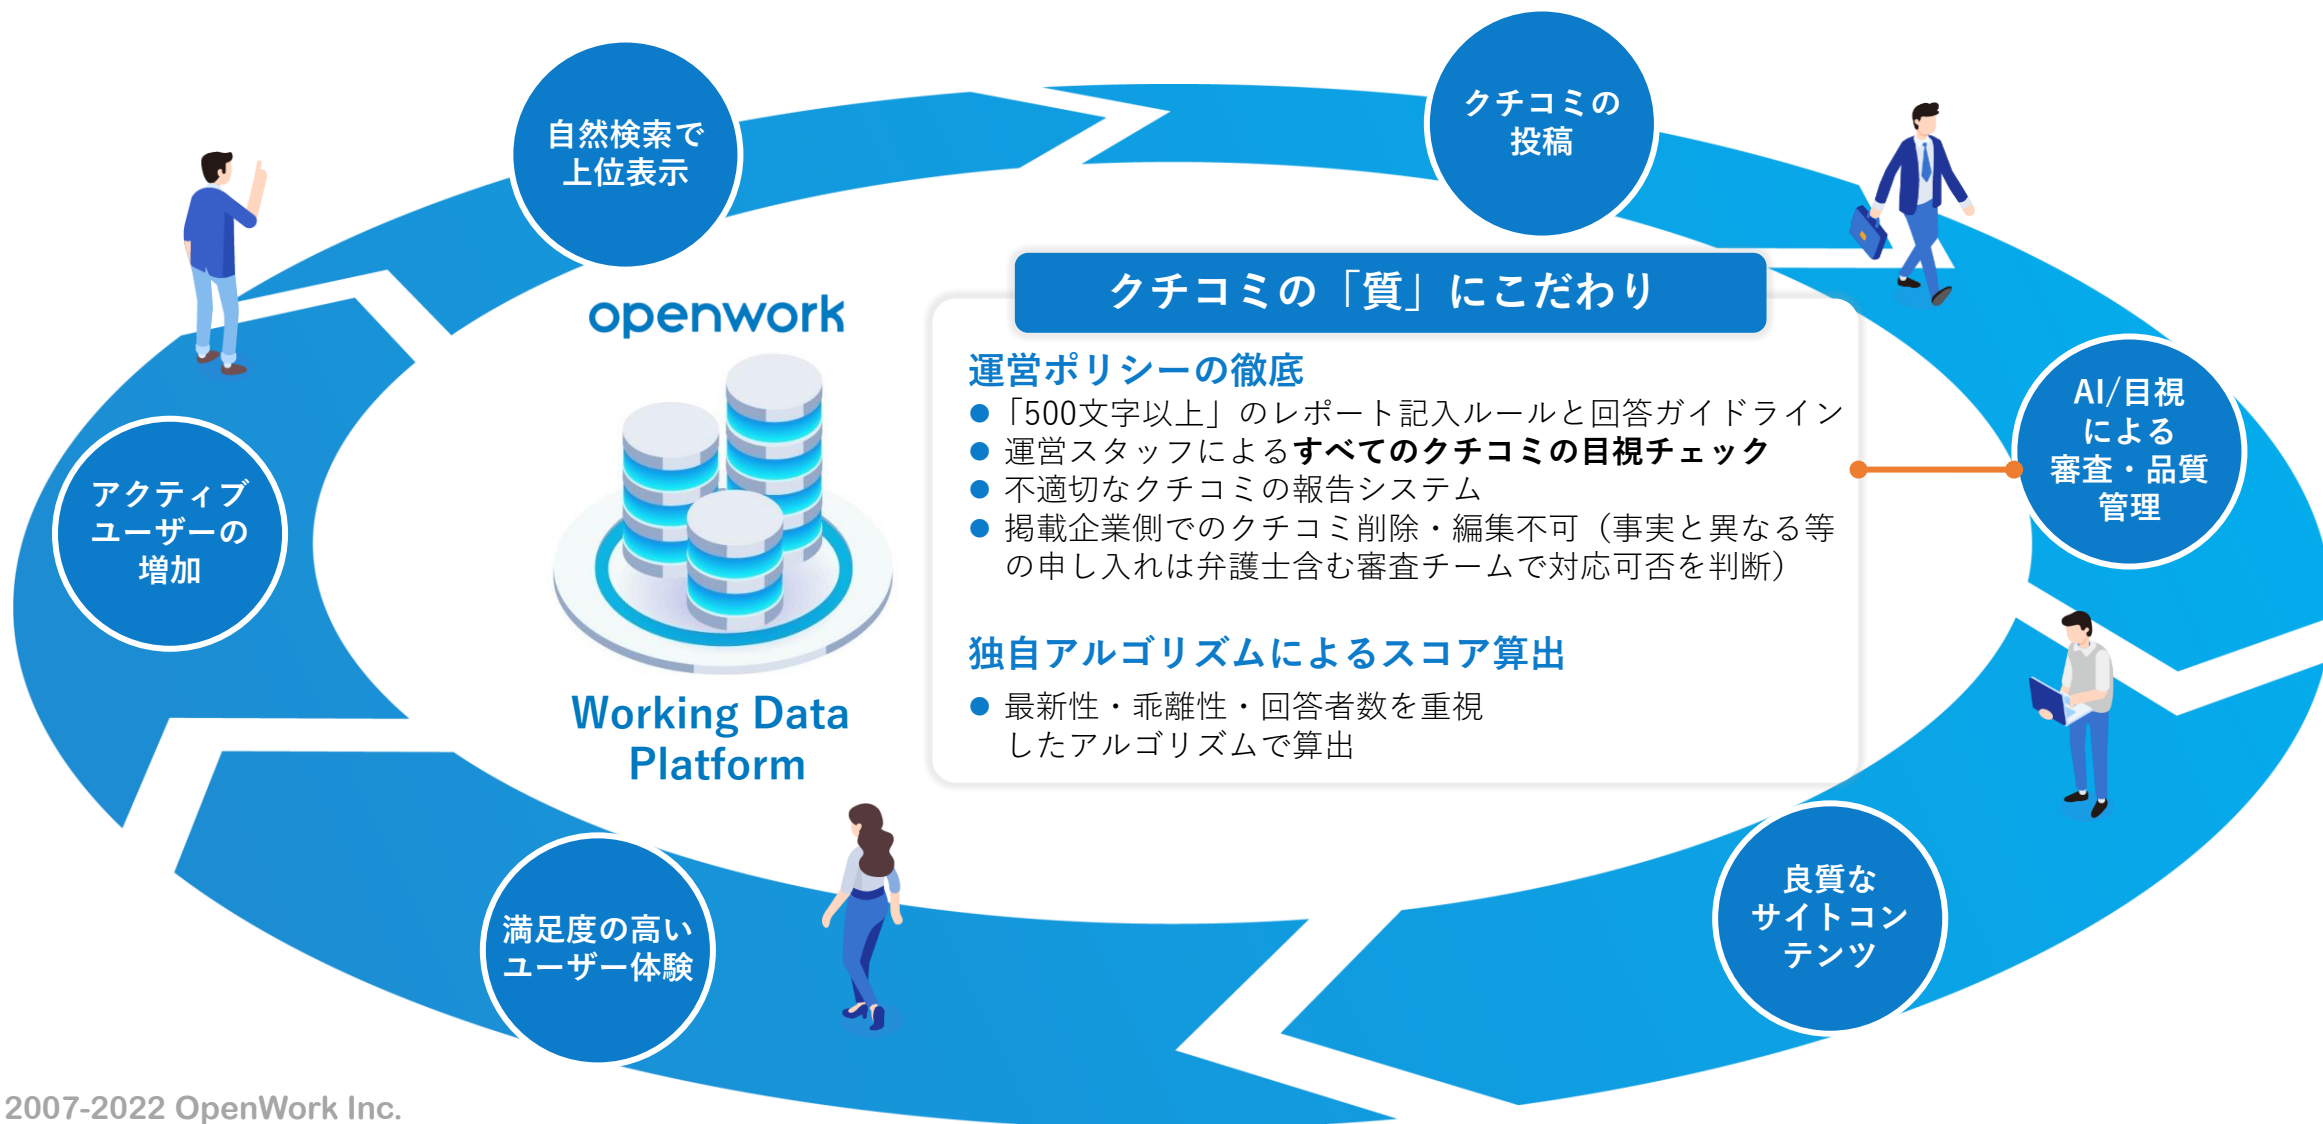 自然検索で
上位表示
クチコミの
投稿
openwork
クチコミの「質」にこだわり
運営ポリシーの徹底
● 「500文字以上」のレポート記入ルールと回答ガイドライン
● 運営スタッフによるすべてのクチコミの目視チェック
● 不適切なクチコミの報告システム
● 掲載企業側でのクチコミ削除・編集不可（事実と異なる等
の申し入れは弁護士含む審査チームで対応可否を判断）
独自アルゴリズムによるスコア算出
● 最新性・乖離性・回答者数を重視
したアルゴリズムで算出
AI/目視
による
審査・品質
管理
アクティブ
ユーザーの
増加
Working Data
Platform
満足度の高い
ユーザー体験
良質な
サイトコン
テンツ
2007-2022 OpenWork Inc.